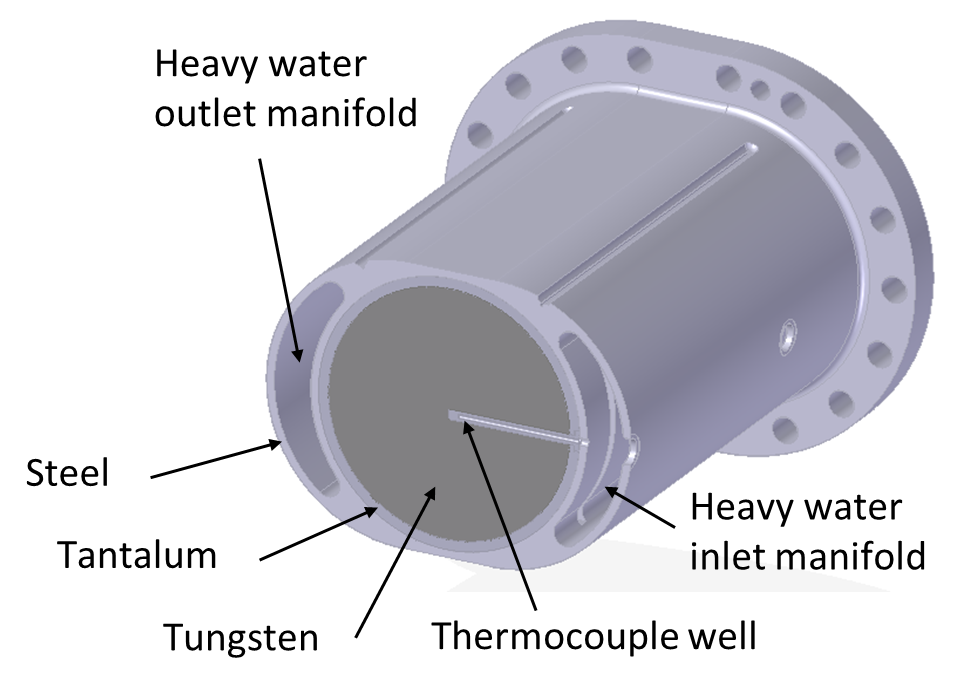 Heavy water
outlet manifold
Steel
Tantalum
Tungsten
Thermocouple well
Heavy water
inlet manifold